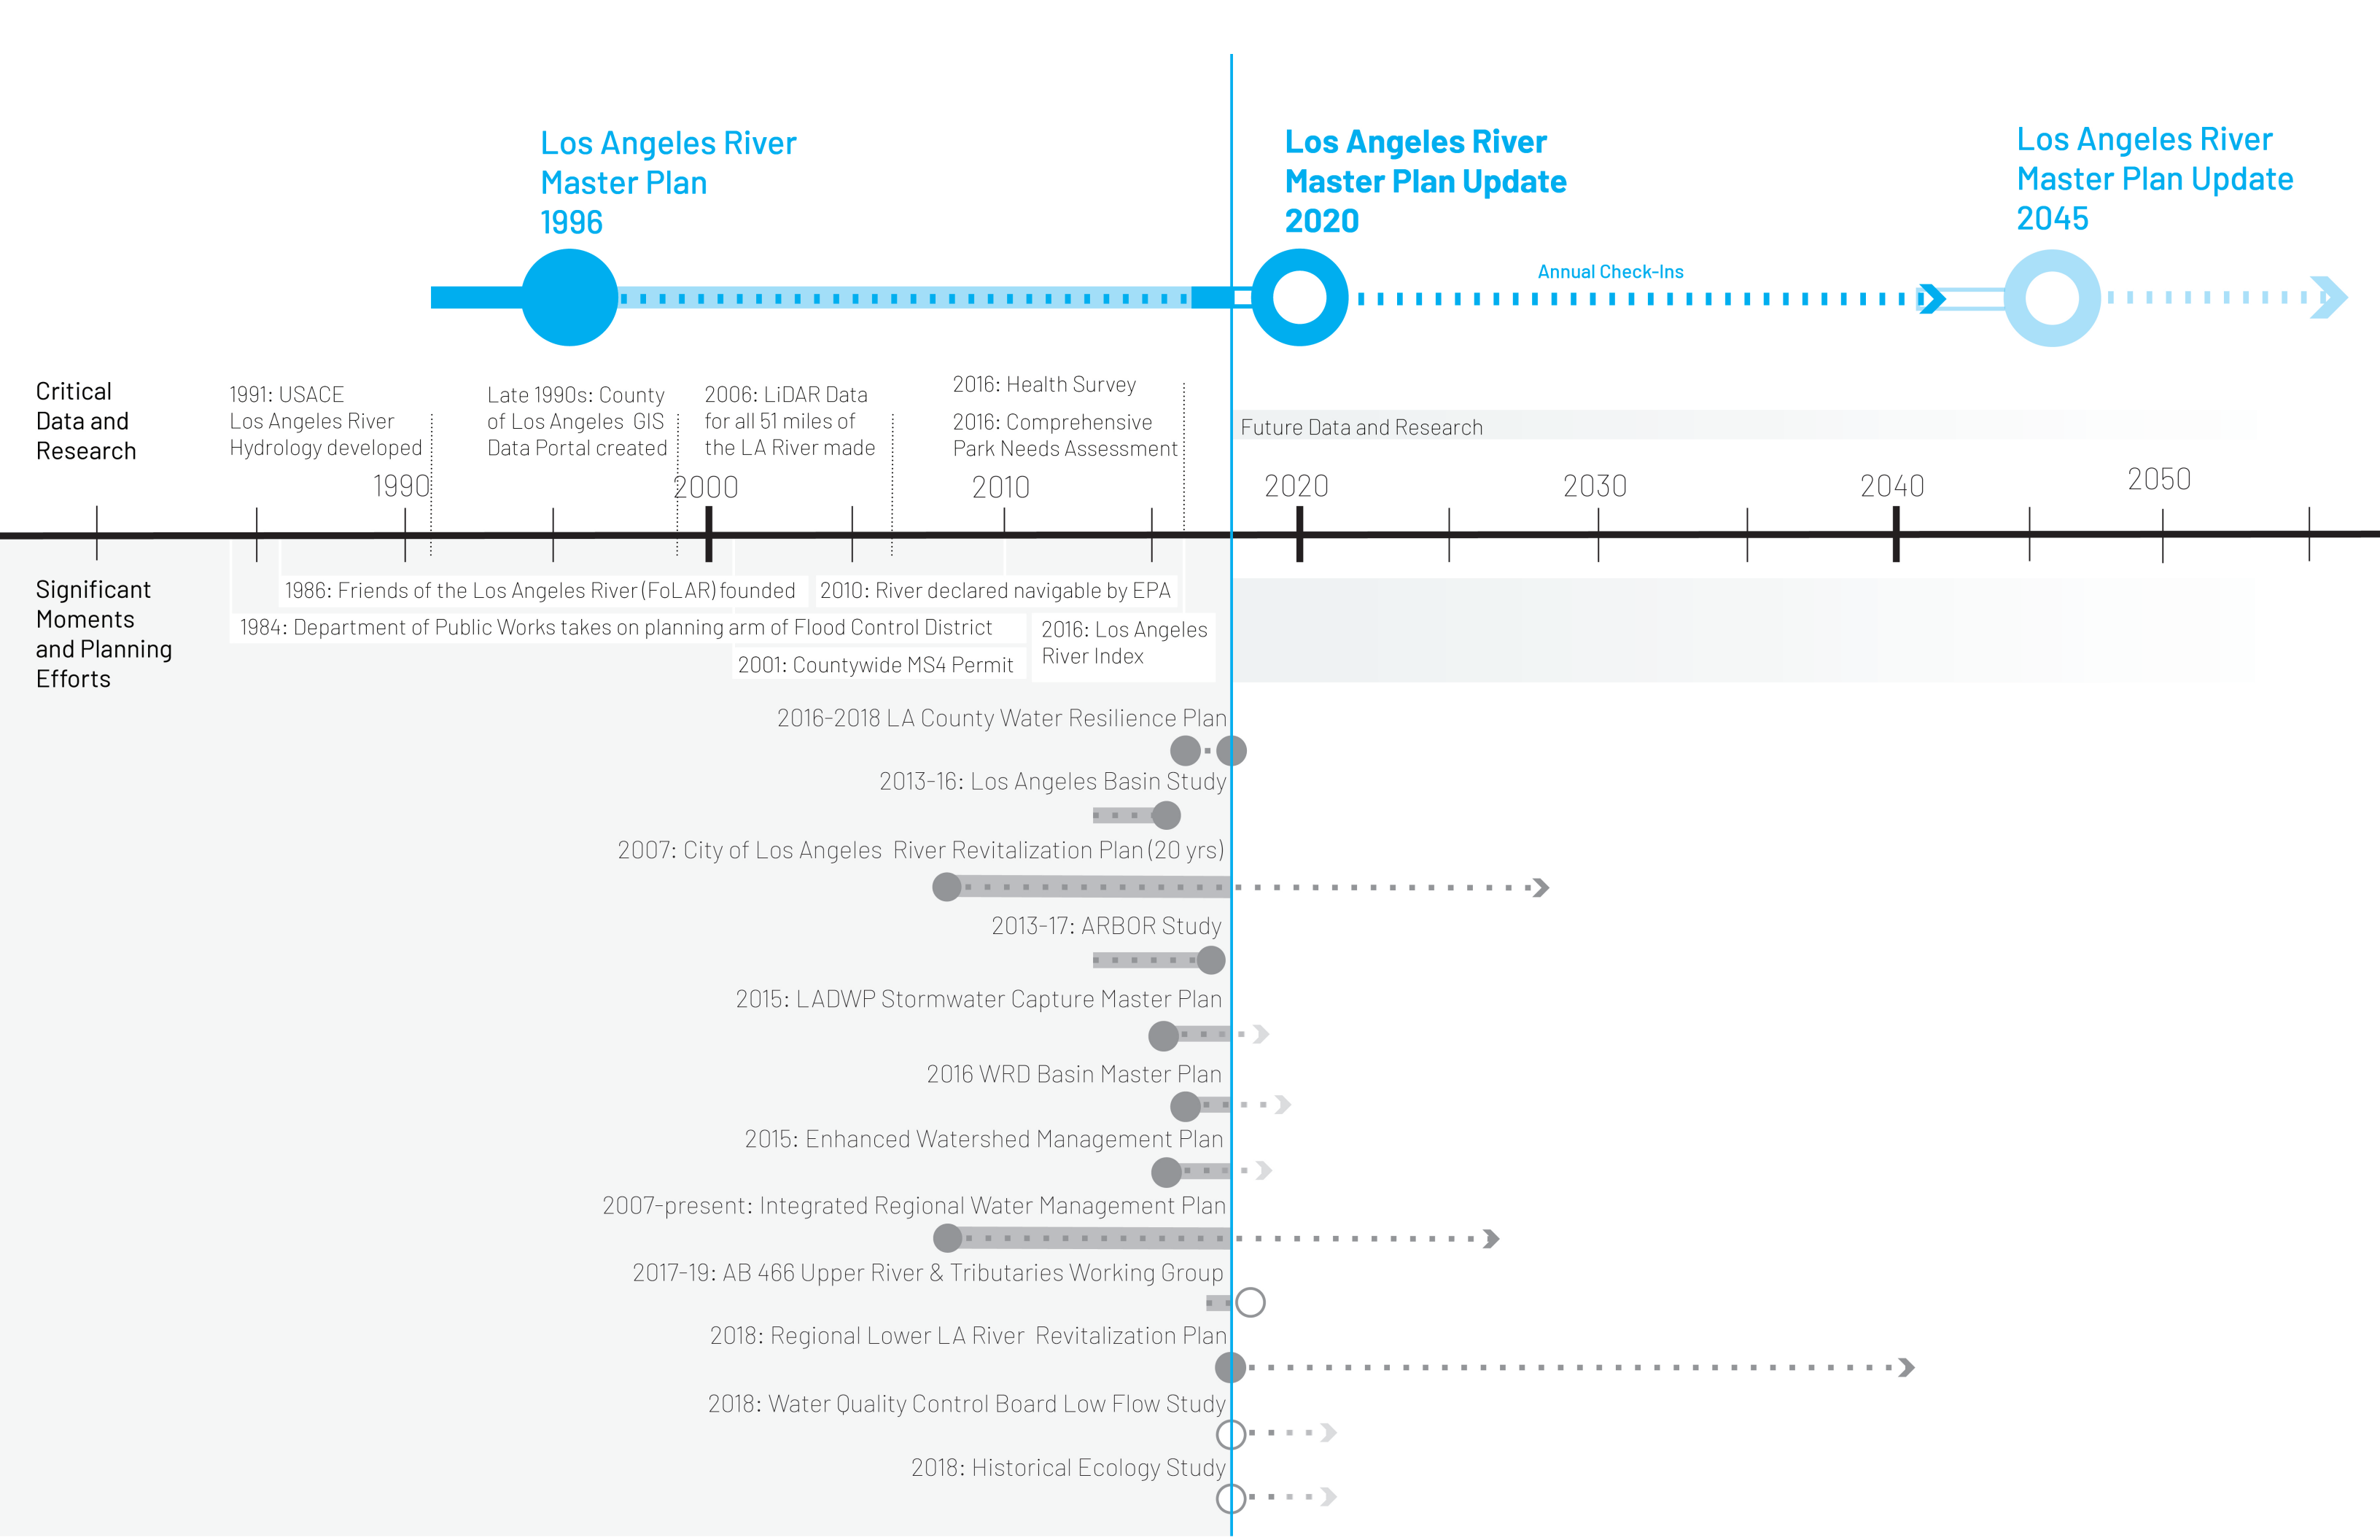 Los Angeles River
Master Plan
1996
Los Angeles River
Master Plan Update
2020
Los Angeles River
Master Plan Update
2045
Annual Check-Ins
Critical
Data and
Research
1991: USACE
Los Angeles River
Hydrology developed
Late 1990s: County
of Los Angeles GIS
Data Portal created
2006: LiDAR Data
for all 51 miles of
the LA River made
2016: Health Survey
2016: Comprehensive
Park Needs Assessment
Future Data and Research
1990
2000
2010
2020
2030
2040
2050
Significant
Moments
and Planning
Efforts
1986: Friends of the Los Angeles River (FoLAR) founded
2010: River declared navigable by EPA
1984: Department of Public Works takes on planning arm of Flood Control District
2016: Los Angeles
River Index
2001: Countywide MS4 Permit
2016-2018 LA County Water Resilience Plan
2013-16: Los Angeles Basin Study
2007: City of Los Angeles River Revitalization Plan (20 yrs)
2013-17: ARBOR Study
2015: LADWP Stormwater Capture Master Plan
2016 WRD Basin Master Plan
2015: Enhanced Watershed Management Plan
2007-present: Integrated Regional Water Management Plan
2017-19: AB 466 Upper River & Tributaries Working Group
2018: Regional Lower LA River Revitalization Plan
2018: Water Quality Control Board Low Flow Study
2018: Historical Ecology Study